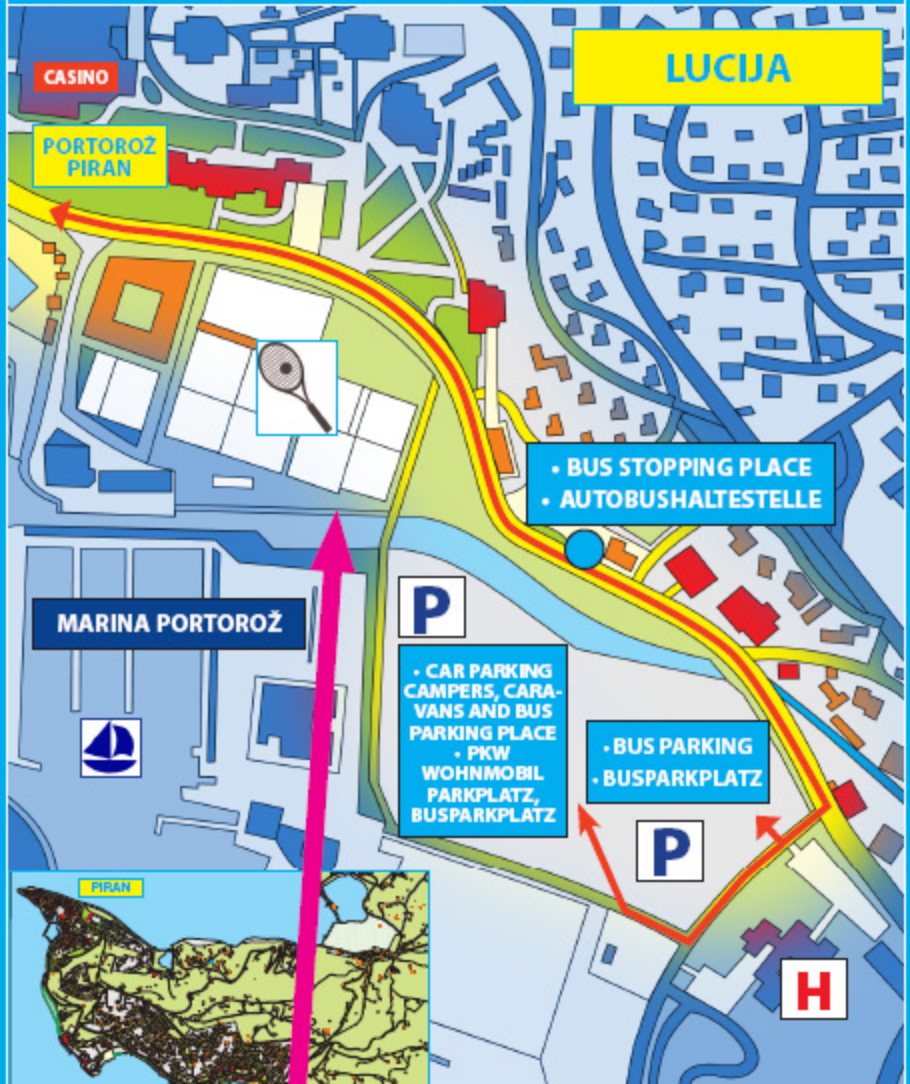 LUCIJA
CASINO
PORTOROŽ
PIRAN
• BUS STOPPING PLACE
• AUTOBUSHALTESTELLE
MARINA PORTOROŽ
P
• CAR PARKING
CAMPERS, CARA-
VANS AND BUS
PARKING PLACE
• PKW
WOHNMOBIL
PARKPLATZ,
BUSPARKPLATZ
• BUS PARKING
• BUSPARKPLATZ
P
PIRAN
H